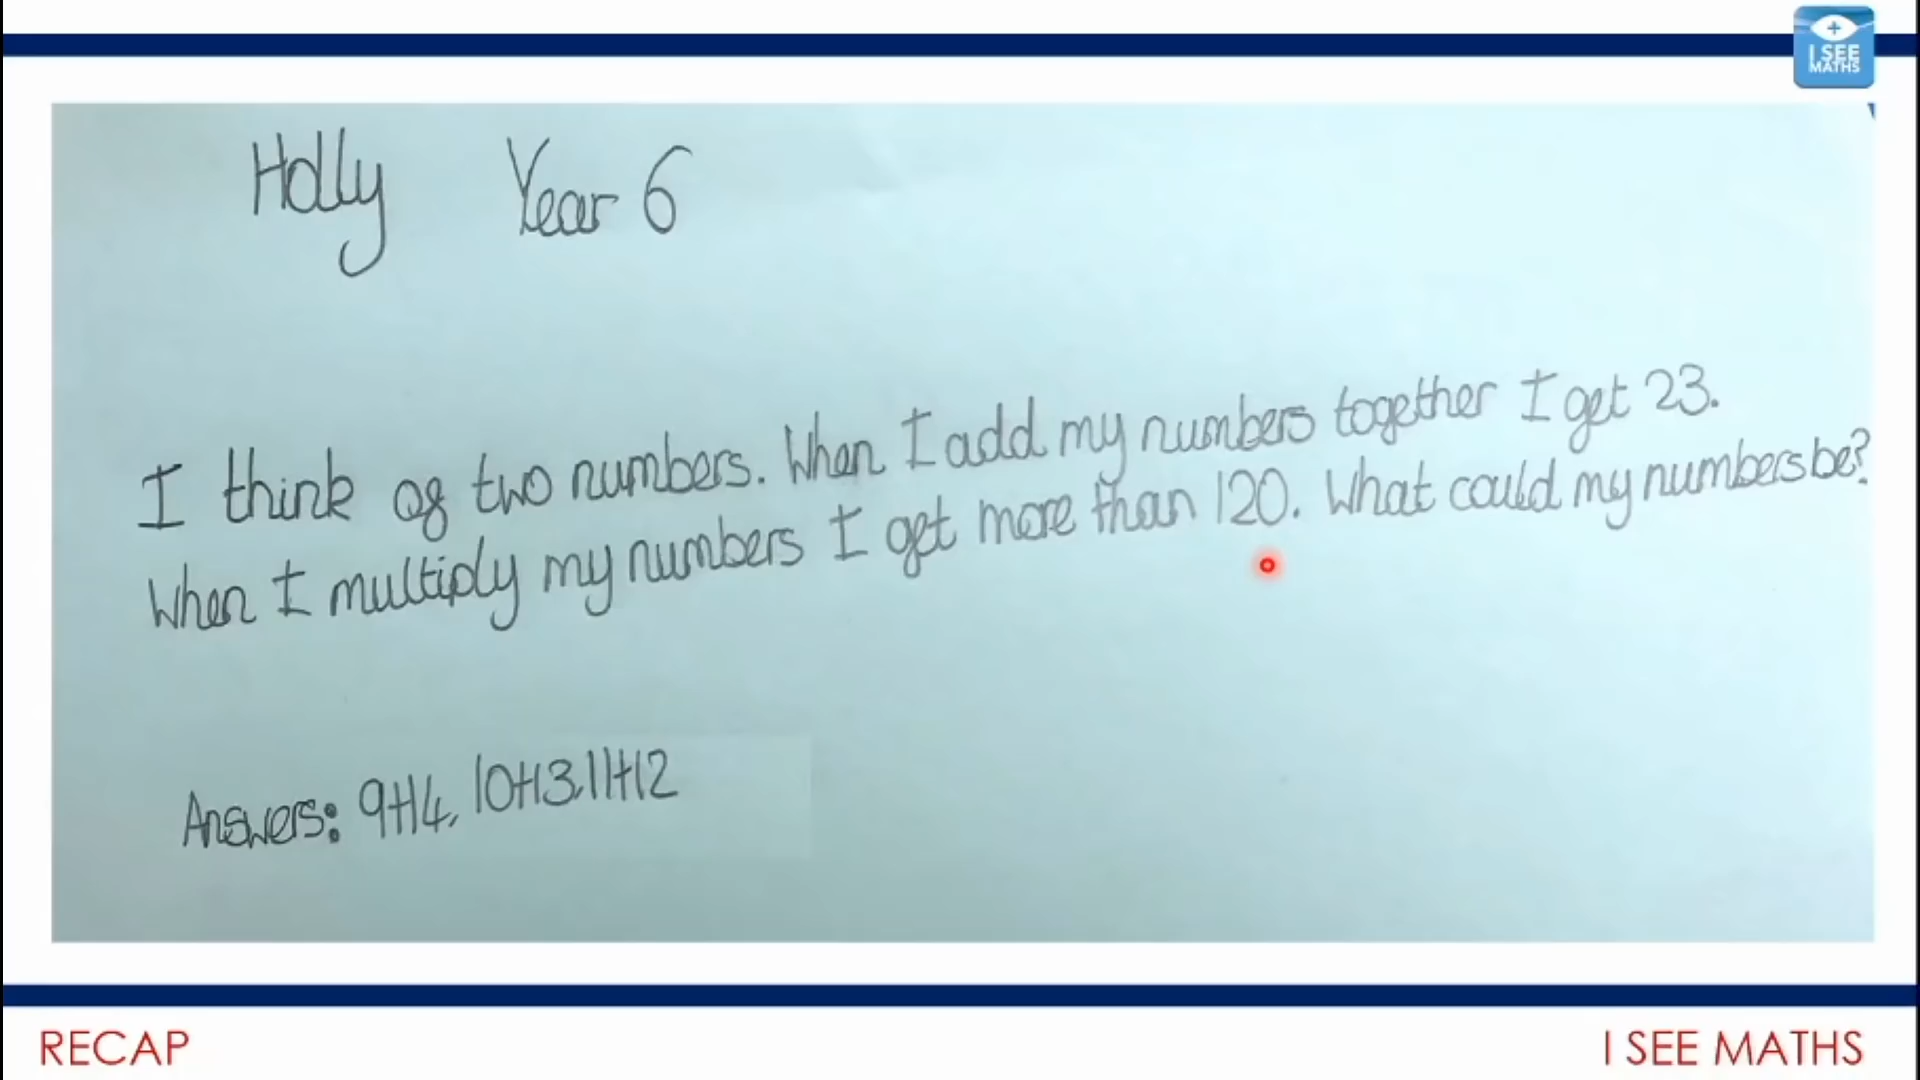 I SEE
MATHS
Holly Year 6
I think of two numbers. When I add my numbers together I get 23.
When I multiply my numbers I get more than 120. What could my numbers be?
Answers: 9+14, 10+13, 11+12
RECAP
I SEE MATHS